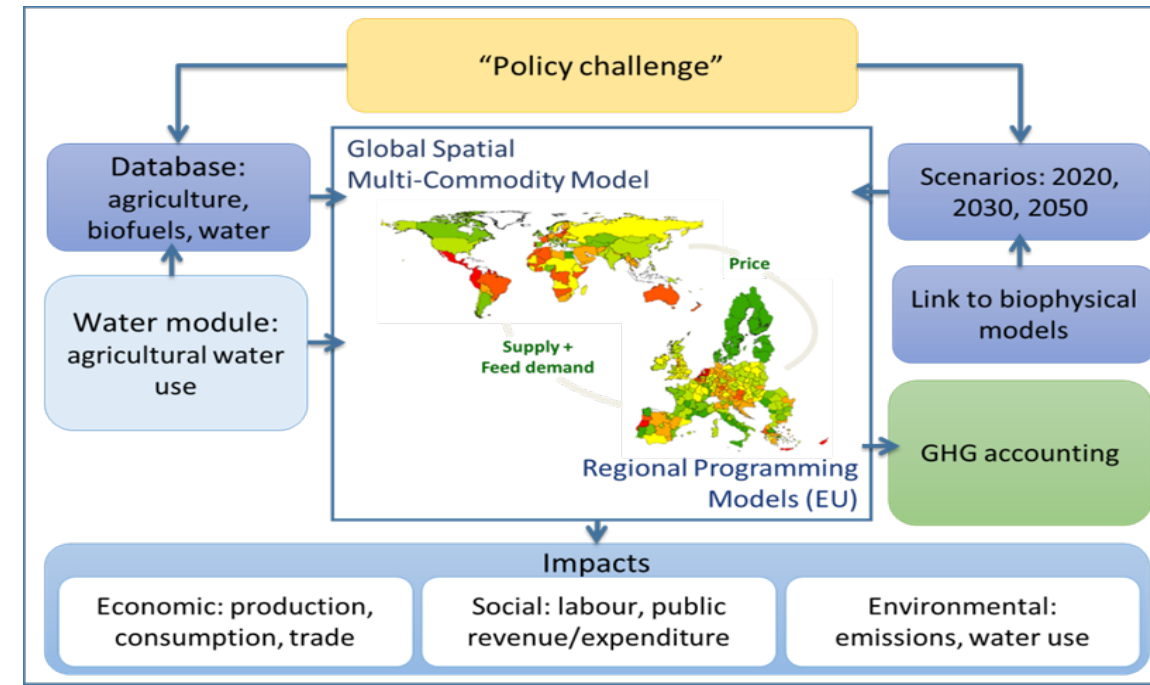 “Policy challenge”
Database:
agriculture,
biofuels, water
Water module:
agricultural water
use
Global Spatial
Multi-Commodity Model
Price
Supply +
Feed demand
Regional Programming
Models (EU)
Scenarios: 2020,
2030, 2050
Link to biophysical
models
GHG accounting
Impacts
Economic: production,
consumption, trade
Social: labour, public
revenue/expenditure
Environmental:
emissions, water use